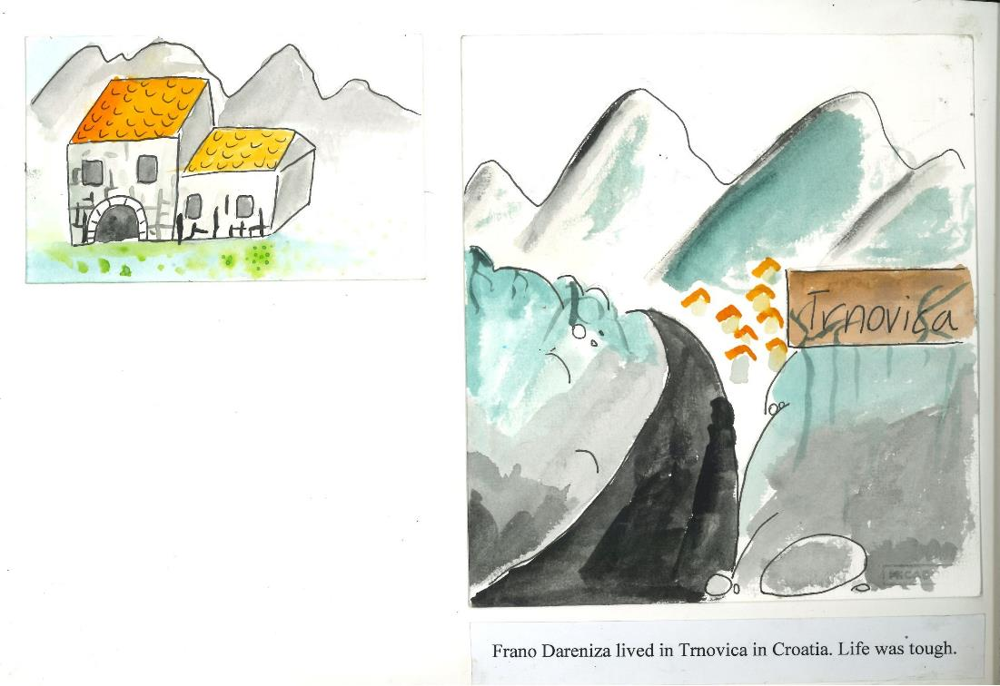 Trnovica
Frano Dareniza lived in Trnovica in Croatia. Life was tough.